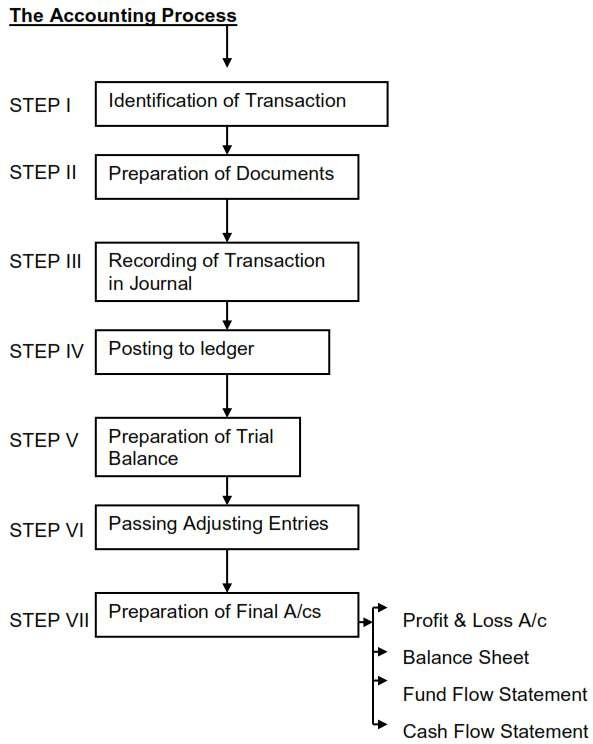 The Accounting Process
STEP I
Identification of Transaction
STEP II
Preparation of Documents
STEP III
Recording of Transaction
in Journal
STEP IV
Posting to ledger
STEP V
Preparation of Trial
Balance
STEP VI
Passing Adjusting Entries
STEP VII
Preparation of Final A/cs
Profit & Loss A/c
Balance Sheet
Fund Flow Statement
Cash Flow Statement